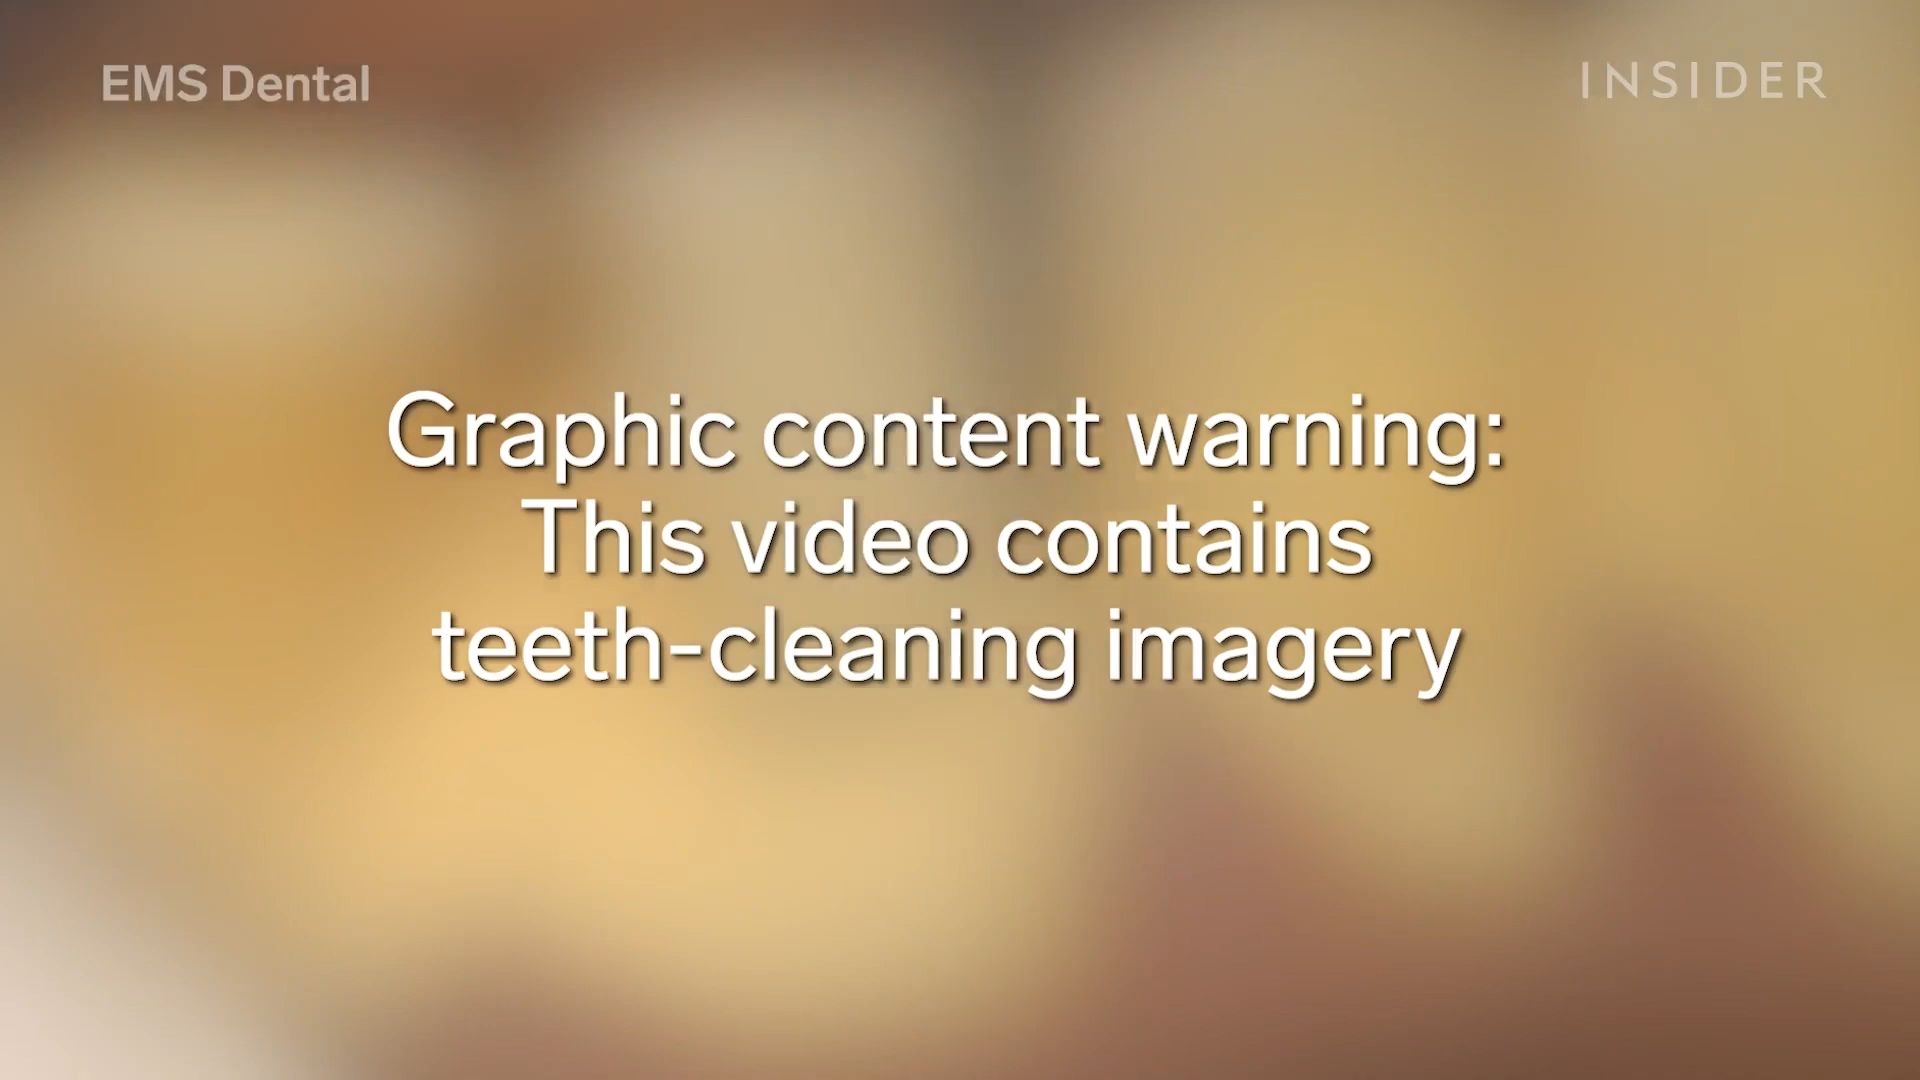 EMS Dental
INSIDER
Graphic content warning:
This video contains
teeth-cleaning imagery